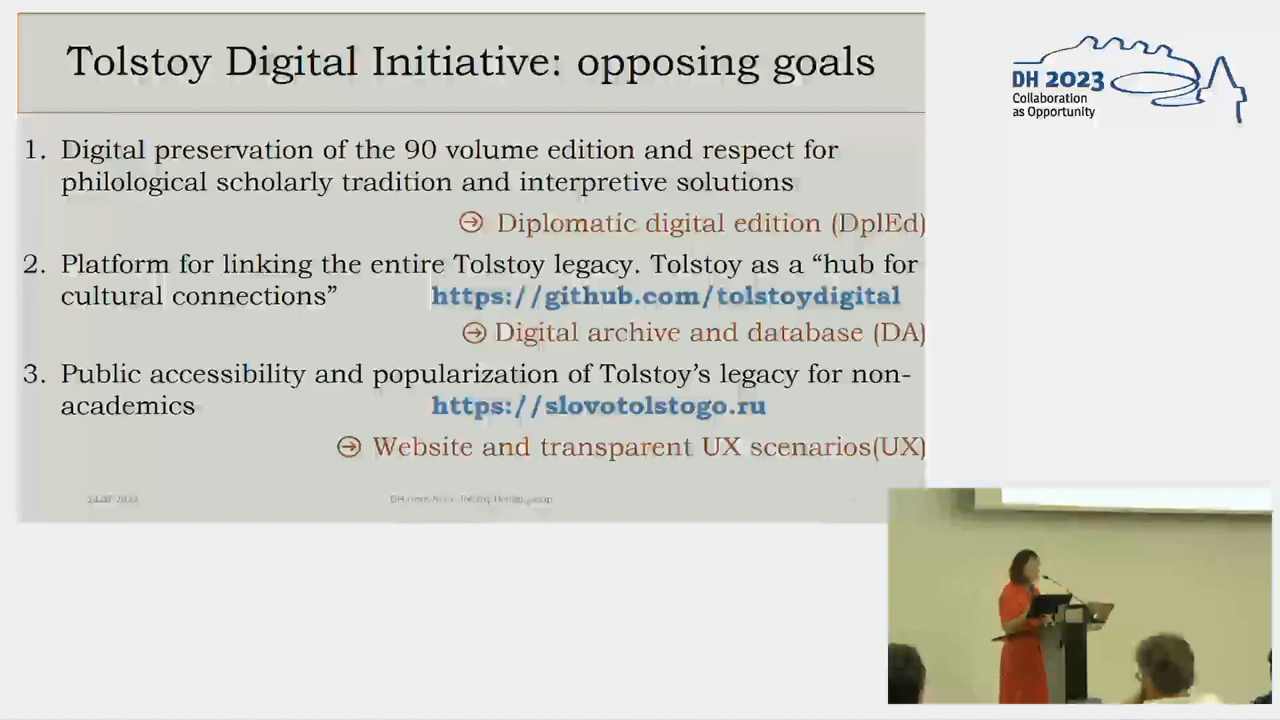 Tolstoy Digital Initiative: opposing goals
1. Digital preservation of the 90 volume edition and respect for
philological scholarly tradition and interpretive solutions
Diplomatic digital edition (DplEd)
2. Platform for linking the entire Tolstoy legacy. Tolstoy as a “hub for
cultural connections” https://github.com/tolstoydigital
Digital archive and database (DA)
3. Public accessibility and popularization of Tolstoy’s legacy for non-
academics https://slovotolstogo.ru
Website and transparent UX scenarios(UX)
DH 2023
Collaboration
as Opportunity